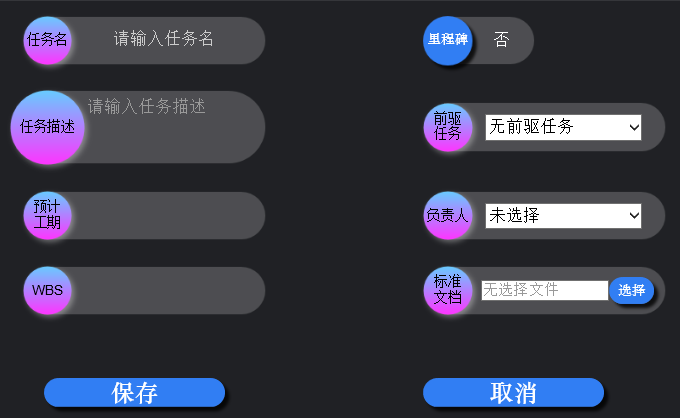 任务名
请输入任务名
里程碑
否
任务描述
请输入任务描述
前驱
任务
无前驱任务
预计
工期
负责人
未选择
WBS
标准
文档
无选择文件
选择
保存
取消